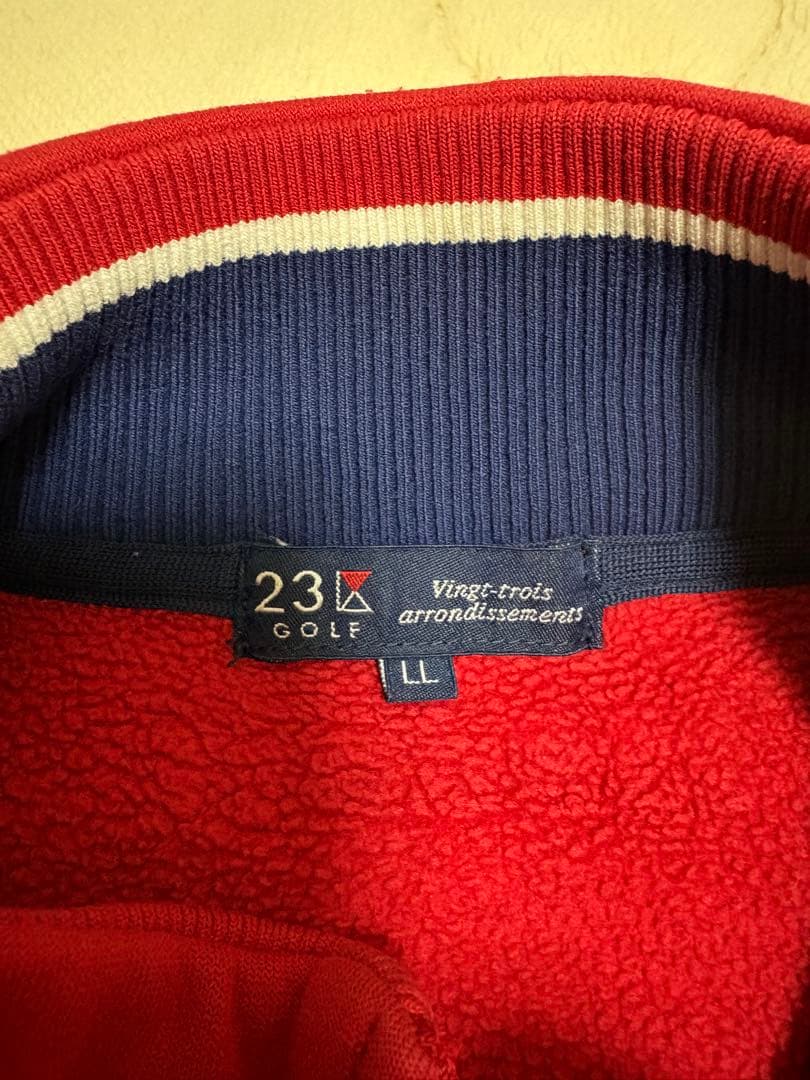 23
GOLF
Vingt-trois
arrondissements
LL